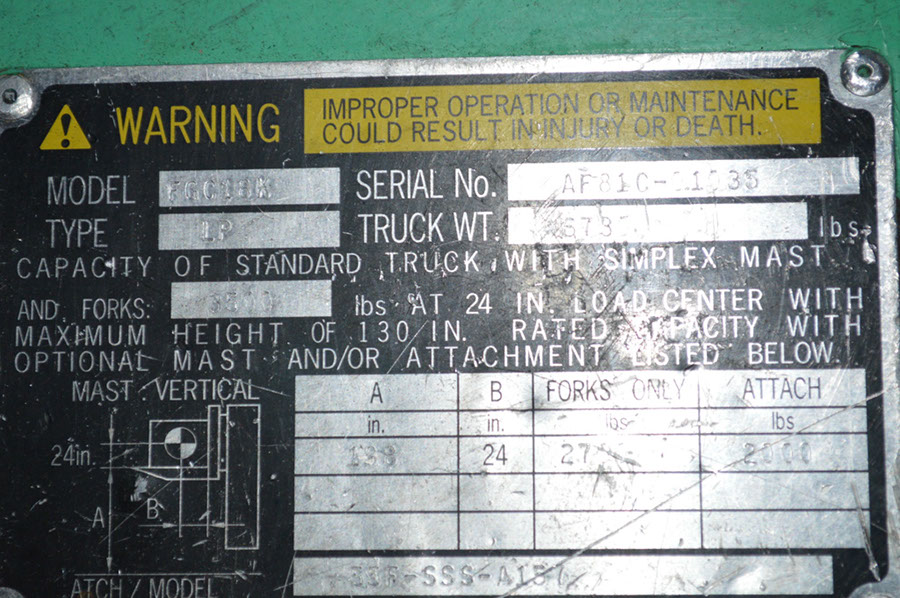 WARNING IMPROPER OPERATION OR MAINTENANCE
COULD RESULT IN INJURY OR DEATH.
MODEL SERIAL No.
TYPE LP TRUCK WT. lbs
CAPACITY OF STANDARD TRUCK WITH SIMPLEX MAST
AND FORKS: lbs AT 24 IN. LOAD CENTER WITH
MAXIMUM HEIGHT OF 130 IN. RATED CAPACITY WITH
OPTIONAL MAST AND/OR ATTACHMENT LISTED BELOW.
MAST VERTICAL A B FORKS ONLY ATTACH
in. in. lbs lbs
24in. 24 2000
A
B
ATCH / MODEL